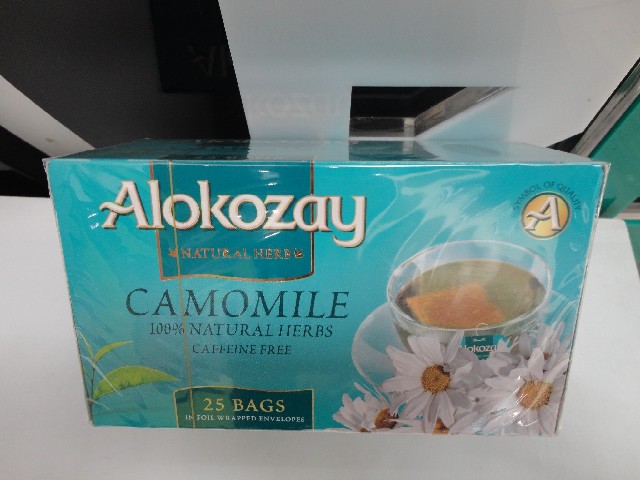 Alokozay
NATURAL HERB
CAMOMILE
100% NATURAL HERBS
CAFFEINE FREE
25 BAGS
IN FOIL WRAPPED ENVELOPES
SYMBOL OF QUALITY
A
Alokozay